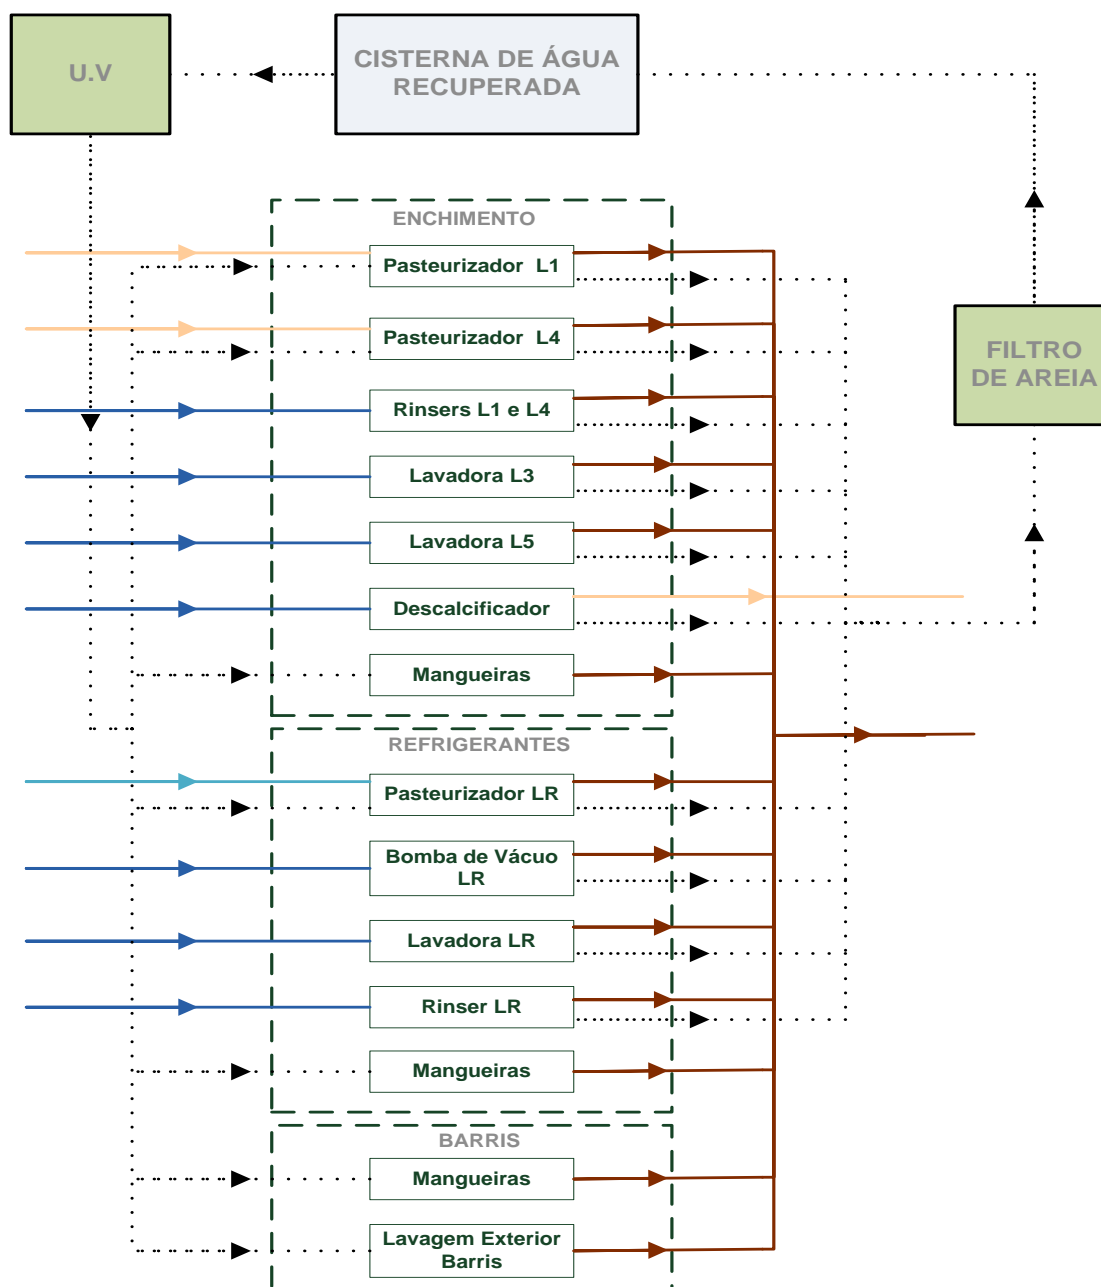 U.V
CISTERNA DE ÁGUA
RECUPERADA
ENCHIMENTO
Pasteurizador L1
Pasteurizador L4
FILTRO
DE AREIA
Rinsers L1 e L4
Lavadora L3
Lavadora L5
Descalcificador
Mangueiras
REFRIGERANTES
Pasteurizador LR
Bomba de Vácuo
LR
Lavadora LR
Rinser LR
Mangueiras
BARRIS
Mangueiras
Lavagem Exterior
Barris